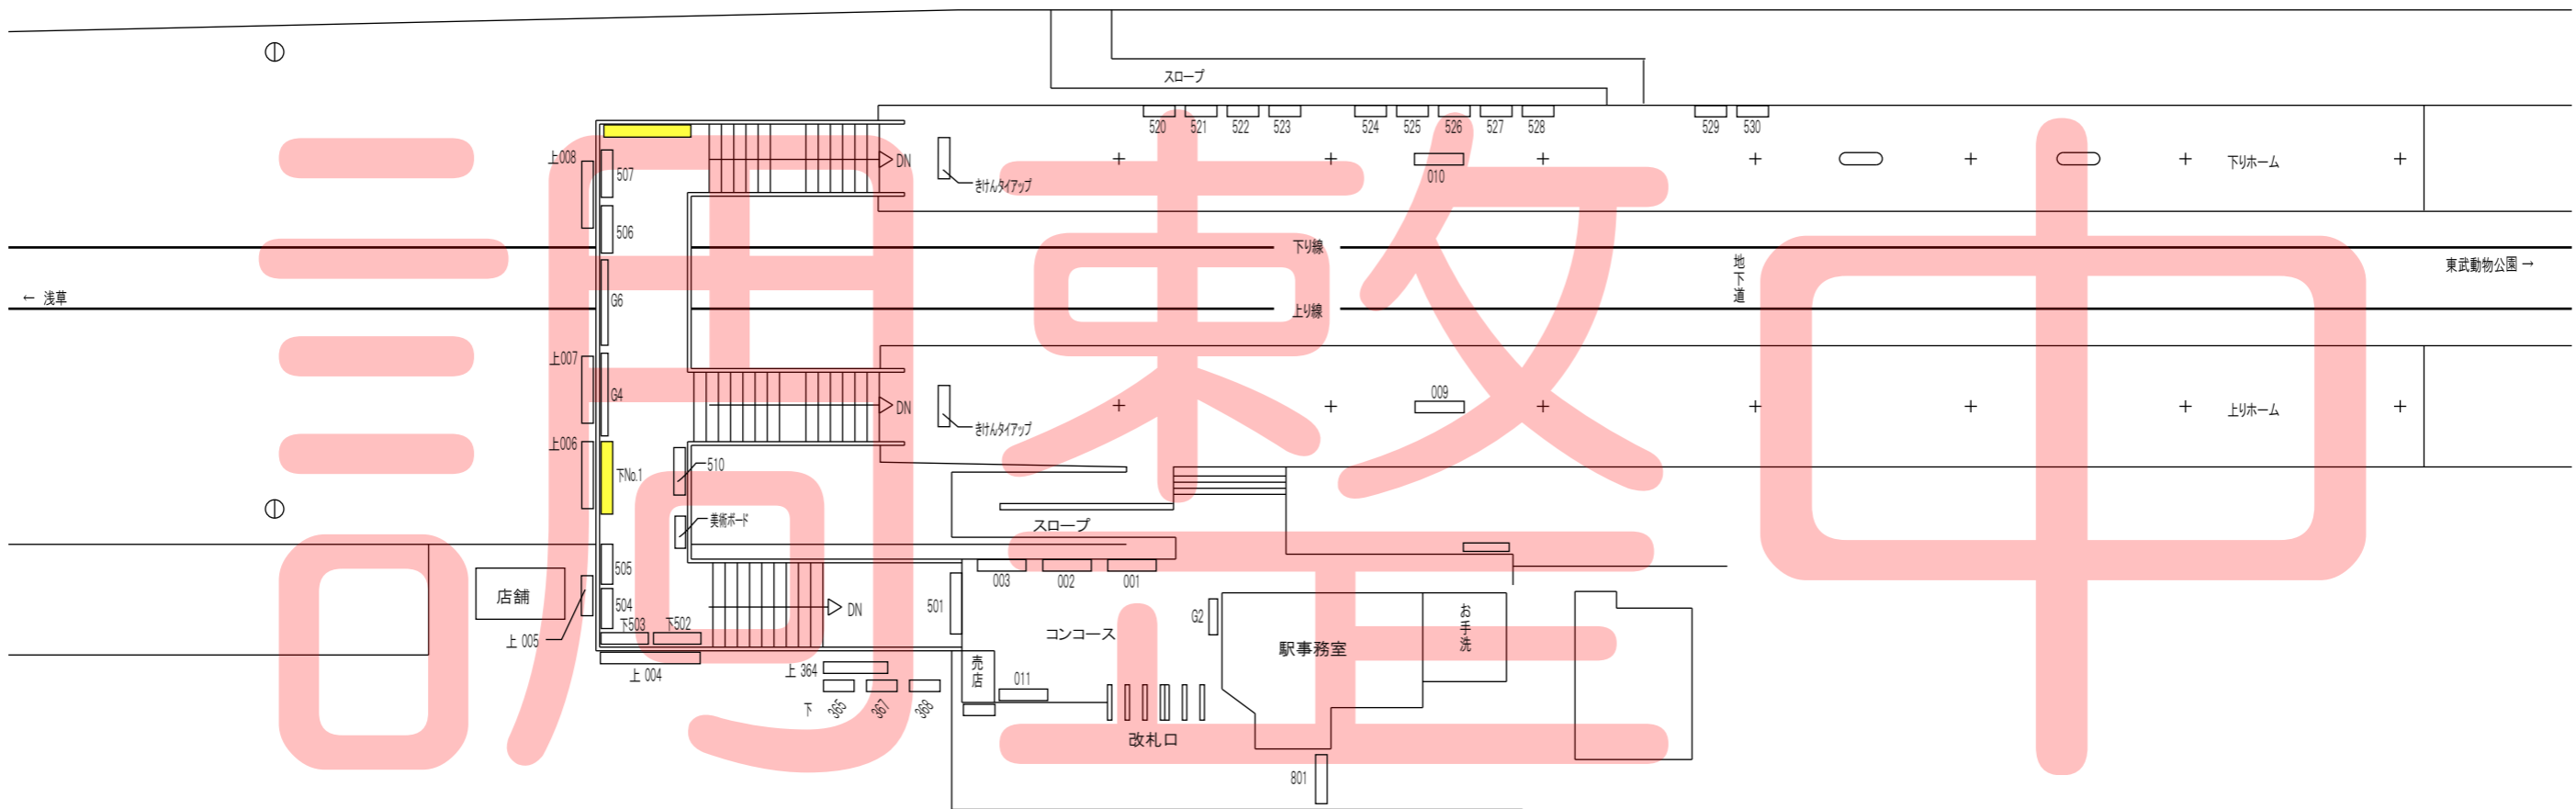 調整中
スロープ
520
521
522
523
524
525
526
527
528
529
530
上008
507
DN
きけんタイアップ
010
下りホーム
506
下り線
地下道
東武動物公園 →
← 浅草
G6
上り線
上007
G4
DN
きけんタイアップ
009
上りホーム
上006
下No.1
510
美術ボード
スロープ
505
003
002
001
店舗
504
501
G2
お手洗
DN
下503
下502
コンコース
駅事務室
上 005
上 004
上 364
売店
011
下
365
367
368
改札口
801